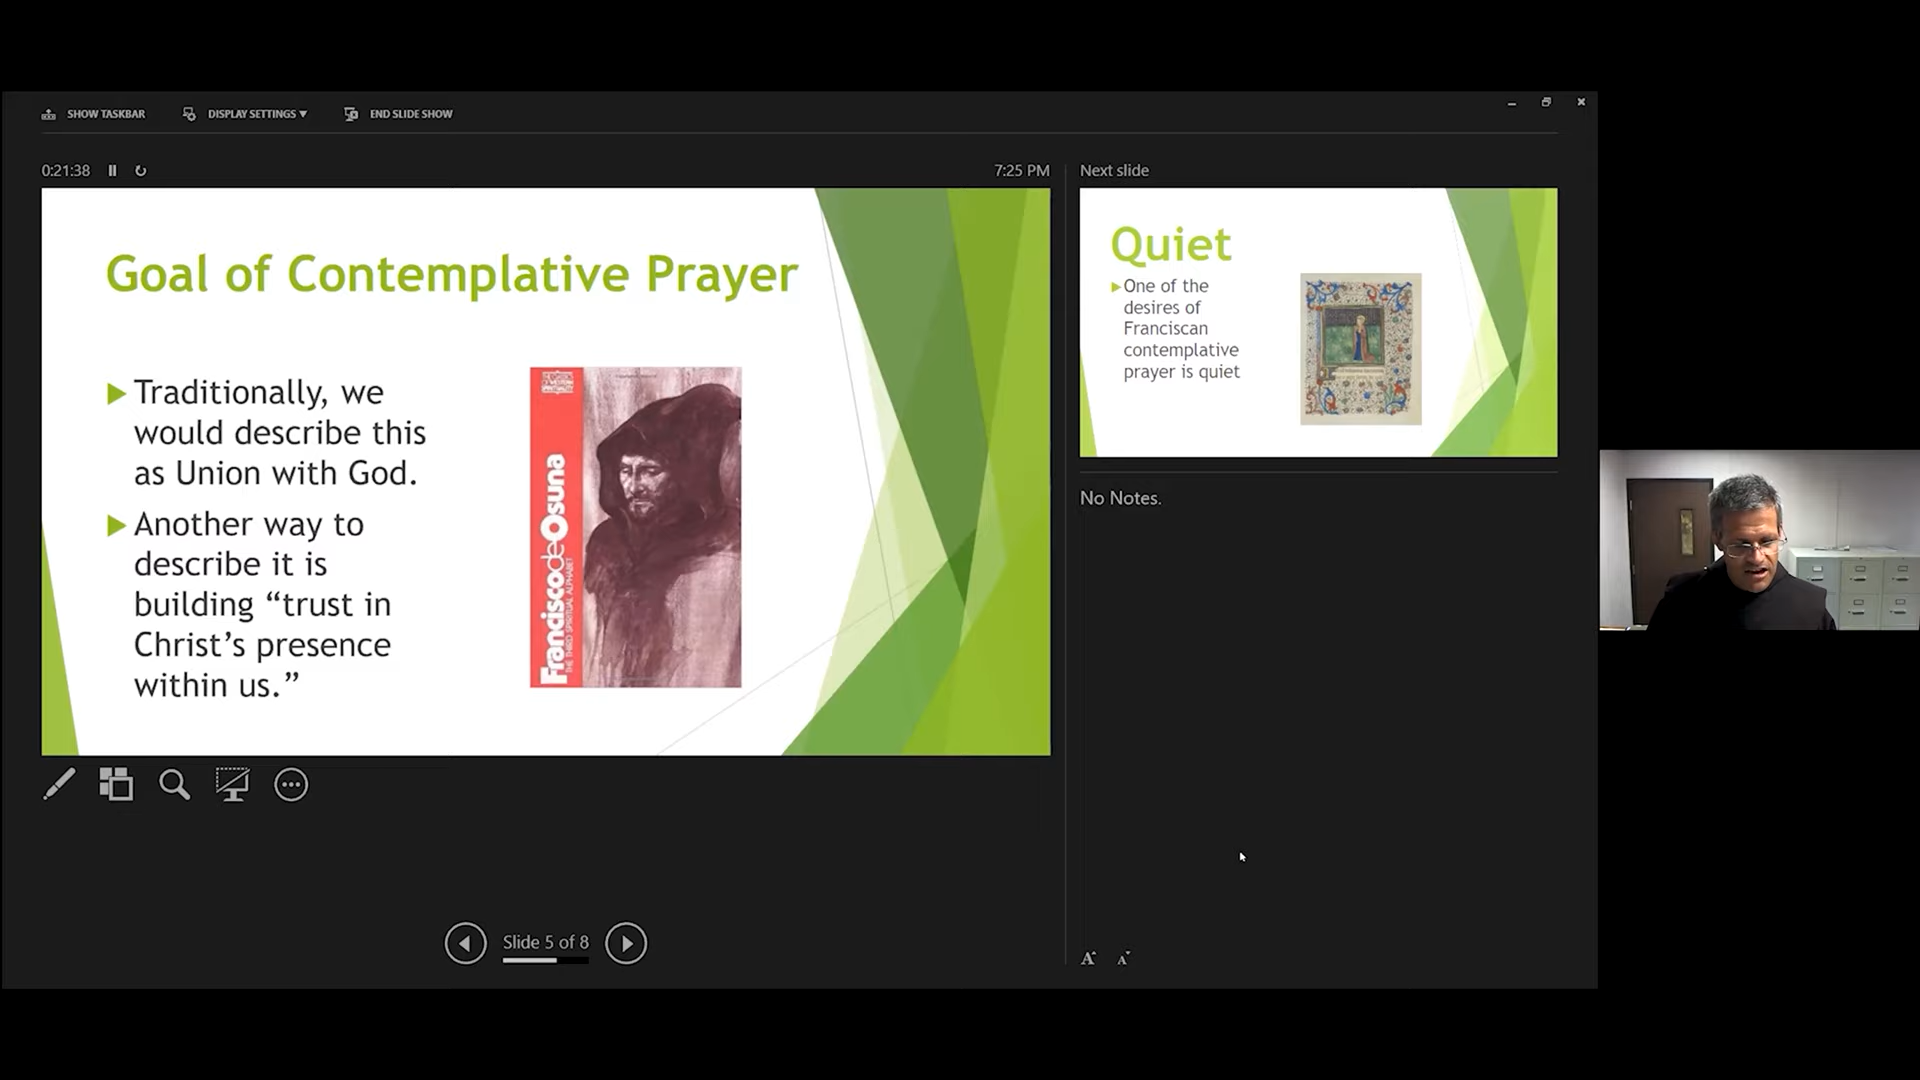 SHOW TASKBAR
DISPLAY SETTINGS ▼
END SLIDE SHOW
0:21:38
7:25 PM
Goal of Contemplative Prayer
Traditionally, we
would describe this
as Union with God.
Another way to
describe it is
building “trust in
Christ’s presence
within us.”
FranciscodeOsuna
THE THIRD SPIRITUAL ALPHABET
Slide 5 of 8
Next slide
Quiet
One of the
desires of
Franciscan
contemplative
prayer is quiet
No Notes.
A
A